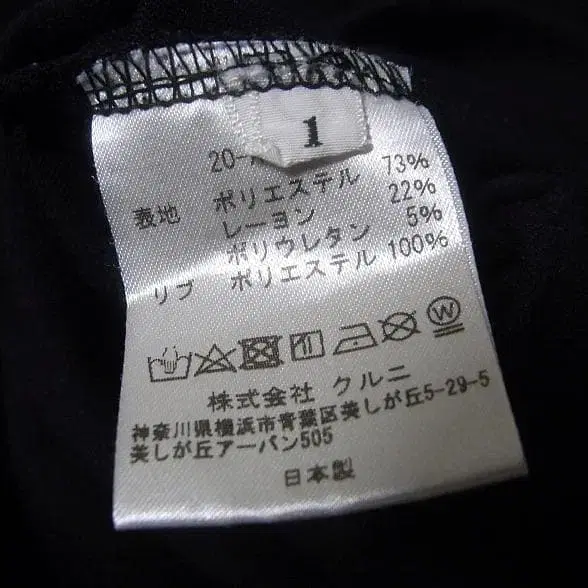 1
20-
表地 ポリエステル 73%
レーヨン 22%
ポリウレタン 5%
リブ ポリエステル 100%
W
株式会社 クルニ
神奈川県横浜市青葉区美しが丘5-29-5
美しが丘アーバン505
日本製